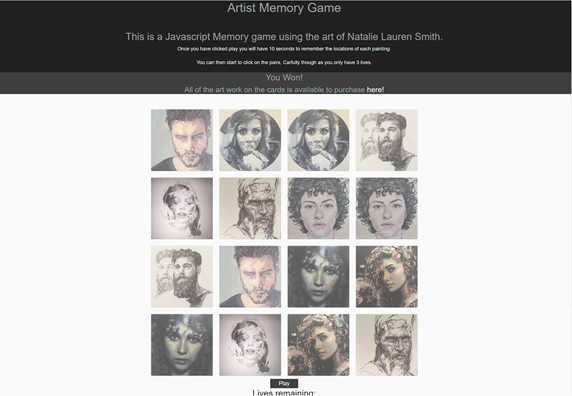 Artist Memory Game
This is a Javascript Memory game using the art of Natalie Lauren Smith.
Once you have clicked play you will have 10 seconds to remember the locations of each painting.
You can then start to click on the pairs, Carfully though as you only have 3 lives.
You Won!
All of the art work on the cards is available to purchase here!
Play
Lives remaining: